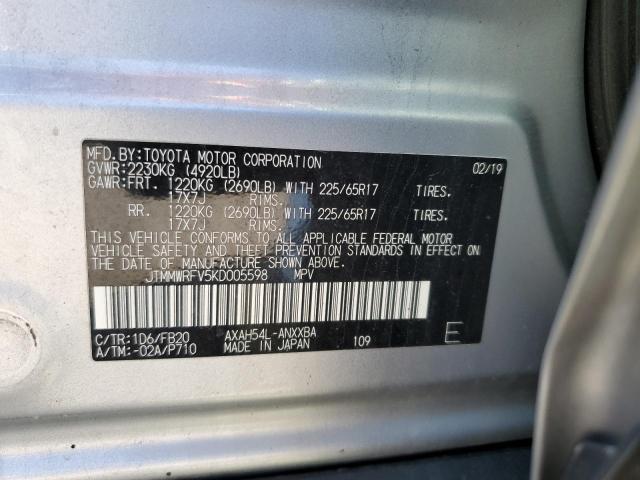 MFD. BY: TOYOTA MOTOR CORPORATION 02/19
GVWR: 2230KG (4920LB)
GAWR: FRT. 1220KG (2690LB) WITH 225/65R17 TIRES.
17X7J RIMS.
RR. 1220KG (2690LB) WITH 225/65R17 TIRES.
17X7J RIMS.
THIS VEHICLE CONFORMS TO ALL APPLICABLE FEDERAL MOTOR
VEHICLE SAFETY AND THEFT PREVENTION STANDARDS IN EFFECT ON
THE DATE OF MANUFACTURE SHOWN ABOVE.
JTMMWRFV5KD005598 MPV
C/TR: 1D6/FB20 AXAH54L-ANXXBA
A/TM: -02A/P710 MADE IN JAPAN 109 E